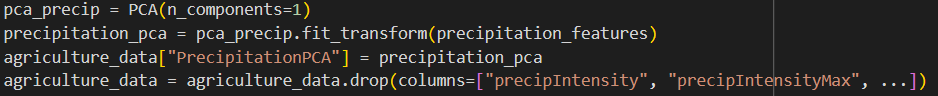 pca_precip = PCA(n_components=1)
precipitation_pca = pca_precip.fit_transform(precipitation_features)
agriculture_data["PrecipitationPCA"] = precipitation_pca
agriculture_data = agriculture_data.drop(columns=["precipIntensity", "precipIntensityMax", ...])